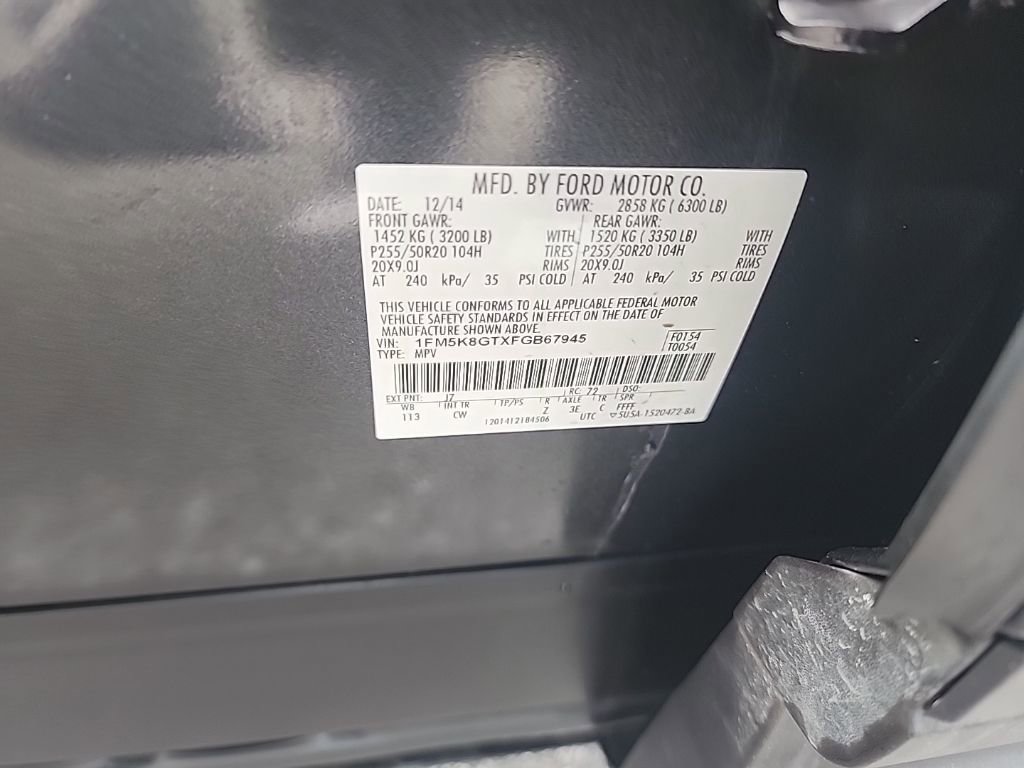 MFD. BY FORD MOTOR CO.
DATE: 12/14 GVWR: 2858 KG ( 6300 LB)
FRONT GAWR: REAR GAWR:
1452 KG ( 3200 LB) WITH 1520 KG ( 3350 LB) WITH
P255/50R20 104H TIRES P255/50R20 104H TIRES
20X9.0J RIMS 20X9.0J RIMS
AT 240 kPa/ 35 PSI COLD AT 240 kPa/ 35 PSI COLD
THIS VEHICLE CONFORMS TO ALL APPLICABLE FEDERAL MOTOR
VEHICLE SAFETY STANDARDS IN EFFECT ON THE DATE OF
MANUFACTURE SHOWN ABOVE.
VIN: 1FM5K8GTXFGB67945 F0154
TYPE: MPV T0054
EXT PNT: J7 RC: 72 DSO:
WB INT TR TP/PS R AXLE TR SPR
113 CW Z 3E C FFFF
1201412184506 UTC ▽5U5A-1520472-BA